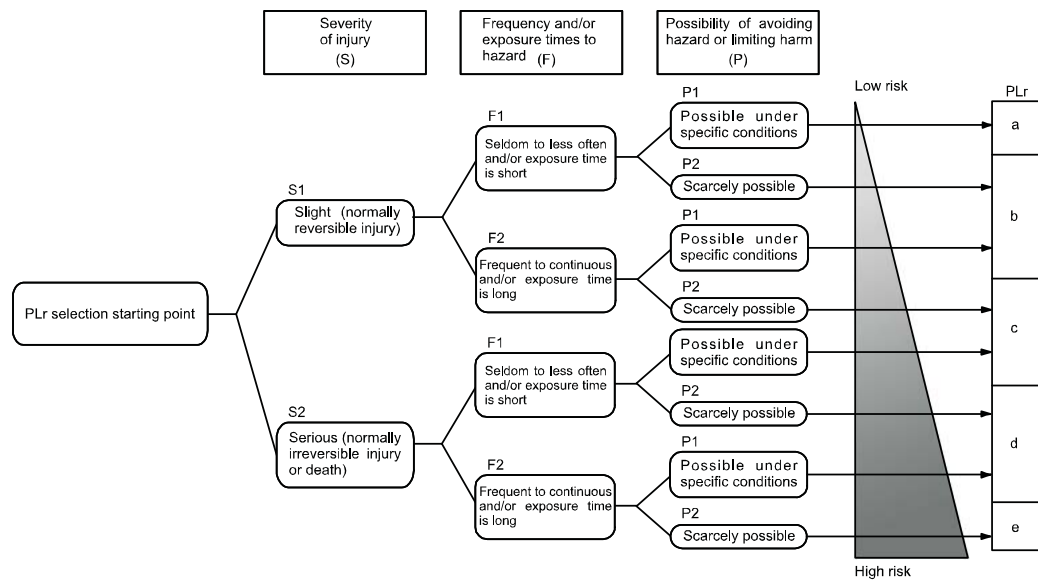 Severity
of injury
(S)
Frequency and/or
exposure times to
hazard (F)
Possibility of avoiding
hazard or limiting harm
(P)
Low risk
PLr
P1
Possible under
specific conditions
a
F1
Seldom to less often
and/or exposure time
is short
P2
Scarcely possible
S1
Slight (normally
reversible injury)
b
P1
Possible under
specific conditions
F2
Frequent to continuous
and/or exposure time
is long
P2
Scarcely possible
PLr selection starting point
c
P1
Possible under
specific conditions
F1
Seldom to less often
and/or exposure time
is short
P2
Scarcely possible
S2
Serious (normally
irreversible injury
or death)
d
P1
Possible under
specific conditions
F2
Frequent to continuous
and/or exposure time
is long
P2
Scarcely possible
e
High risk